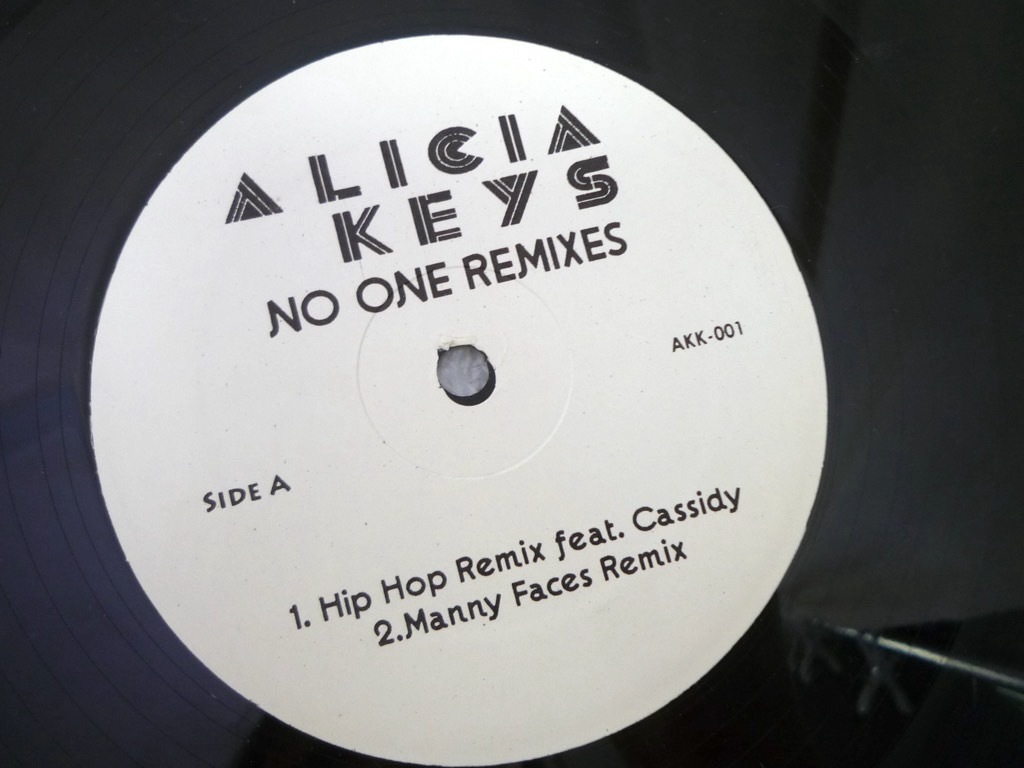 ALICIA
KEYS
NO ONE REMIXES
AKK-001
SIDE A
1. Hip Hop Remix feat. Cassidy
2.Manny Faces Remix